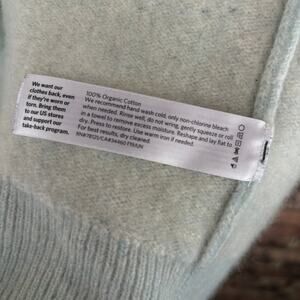 We want our
clothes back, even
if they're worn or
torn. Bring them
to our US stores
and support our
take-back program.
100% Organic Cotton
We recommend hand wash cold, only non-chlorine bleach
when needed. Rinse well, do not wring, gently squeeze or roll
in a towel to remove excess moisture. Reshape and lay flat to
dry. Press to restore. Use warm iron if needed.
For best results, dry cleaned.